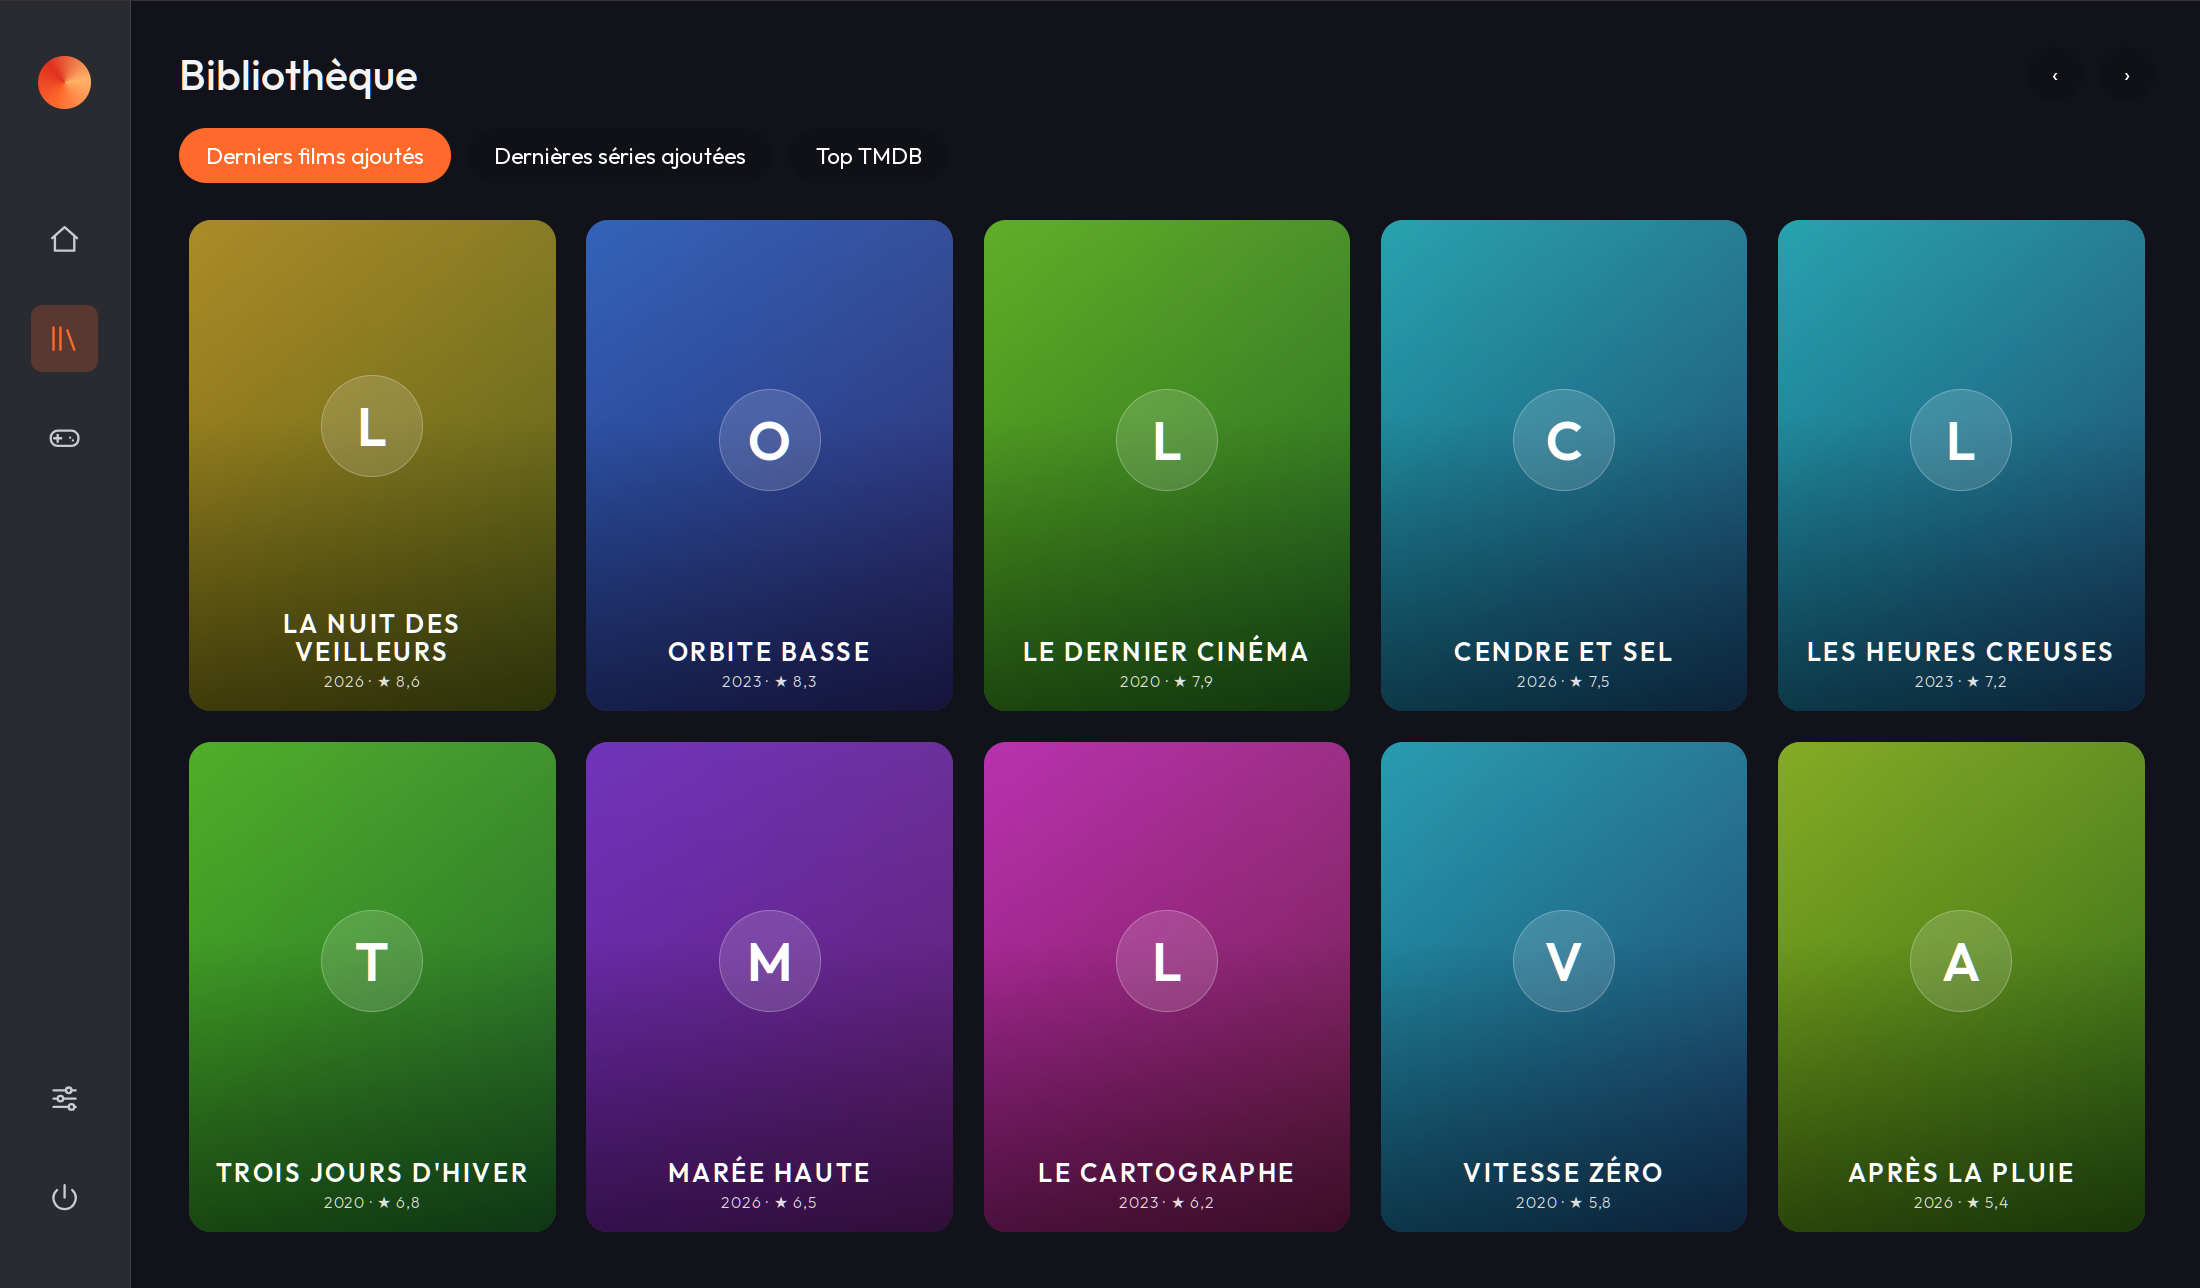 Bibliothèque
‹ ›
Derniers films ajoutés Dernières séries ajoutées Top TMDB
L
LA NUIT DES
VEILLEURS
2026 · ★ 8,6
O
ORBITE BASSE
2023 · ★ 8,3
L
LE DERNIER CINÉMA
2020 · ★ 7,9
C
CENDRE ET SEL
2026 · ★ 7,5
L
LES HEURES CREUSES
2023 · ★ 7,2
T
TROIS JOURS D'HIVER
2020 · ★ 6,8
M
MARÉE HAUTE
2026 · ★ 6,5
L
LE CARTOGRAPHE
2023 · ★ 6,2
V
VITESSE ZÉRO
2020 · ★ 5,8
A
APRÈS LA PLUIE
2026 · ★ 5,4